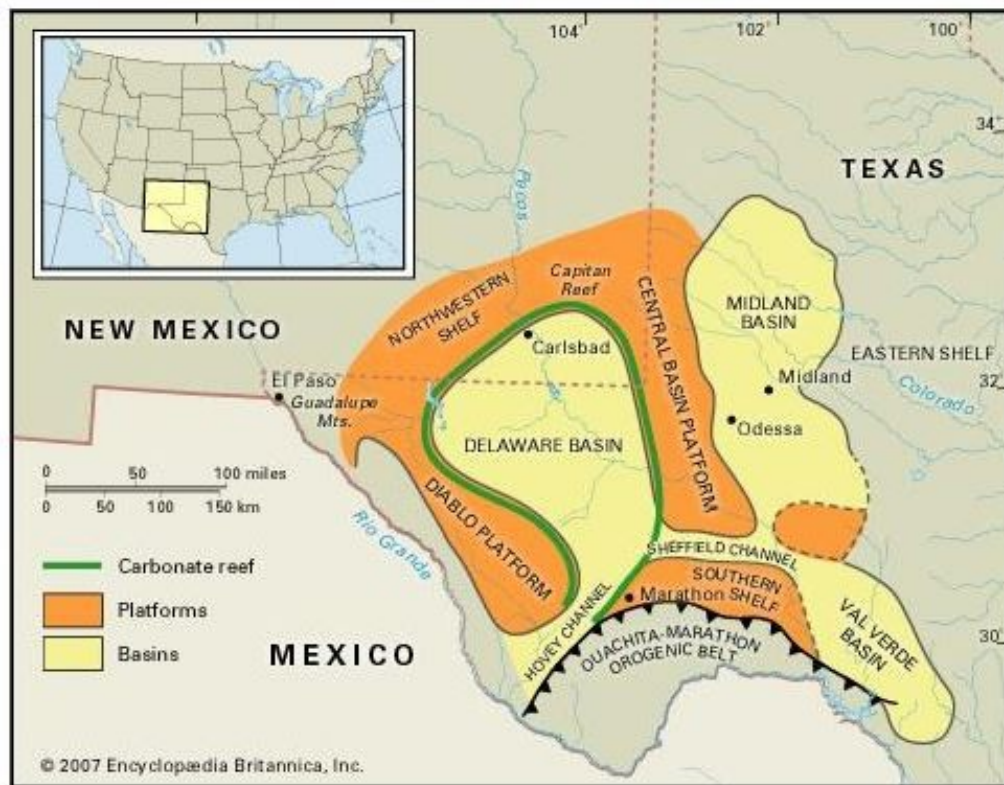 104°
102°
100°
34°
TEXAS
Pecos
NORTHWESTERN
SHELF
Capitan
Reef
CENTRAL BASIN PLATFORM
MIDLAND
BASIN
NEW MEXICO
Carlsbad
EASTERN SHELF
El Paso
Guadalupe
Mts.
Midland
32°
Colorado
Odessa
DELAWARE BASIN
0 50 100 miles
0 50 100 150 km
DIABLO PLATFORM
Rio Grande
SHEFFIELD CHANNEL
Carbonate reef
Platforms
Basins
SOUTHERN
SHELF
Marathon
HOVEY CHANNEL
OUACHITA-MARATHON
OROGENIC BELT
VAL VERDE
BASIN
30°
MEXICO
© 2007 Encyclopædia Britannica, Inc.